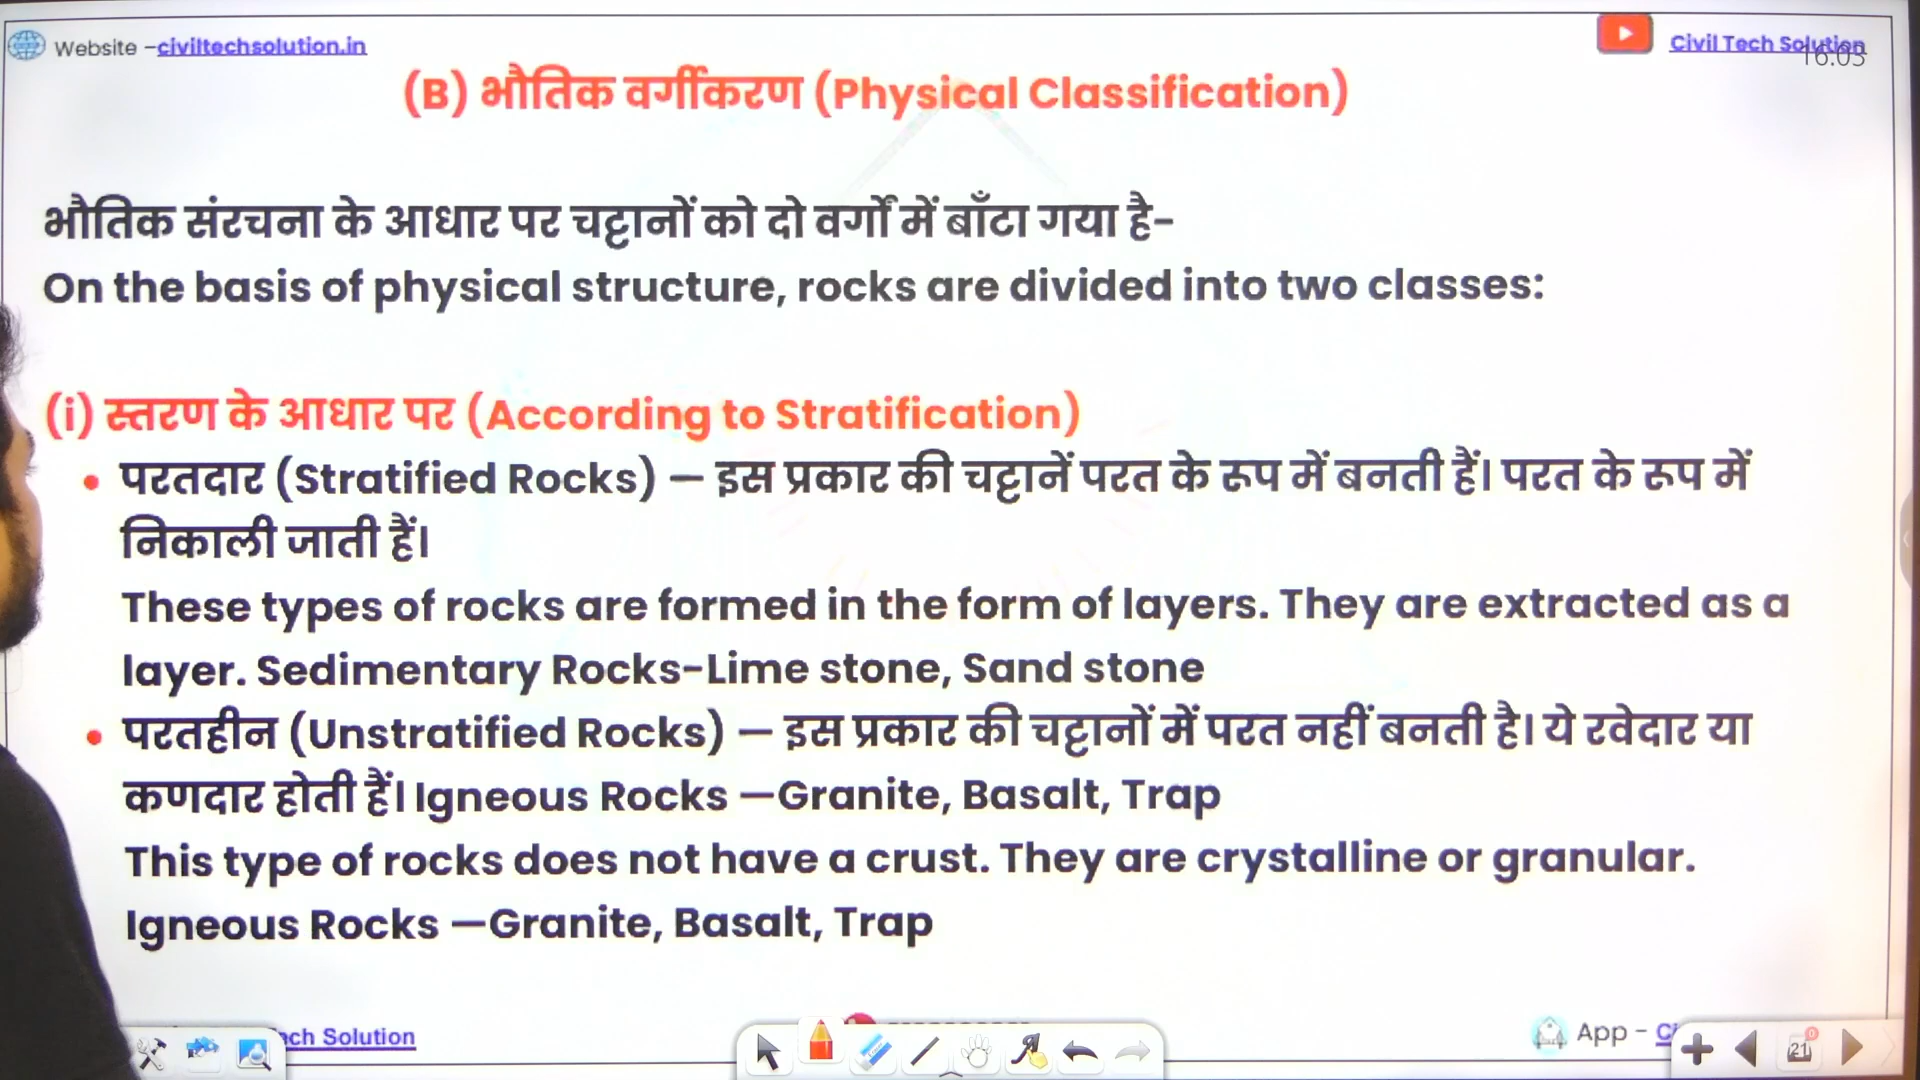 Website –civiltechsolution.in
Civil Tech Solution
16:03
(B) भौतिक वर्गीकरण (Physical Classification)
भौतिक संरचना के आधार पर चट्टानों को दो वर्गों में बाँटा गया है-
On the basis of physical structure, rocks are divided into two classes:
(i) स्तरण के आधार पर (According to Stratification)
• परतदार (Stratified Rocks) — इस प्रकार की चट्टानें परत के रूप में बनती हैं। परत के रूप में
निकाली जाती हैं।
These types of rocks are formed in the form of layers. They are extracted as a
layer. Sedimentary Rocks-Lime stone, Sand stone
• परतहीन (Unstratified Rocks) — इस प्रकार की चट्टानों में परत नहीं बनती है। ये रवेदार या
कणदार होती हैं। Igneous Rocks —Granite, Basalt, Trap
This type of rocks does not have a crust. They are crystalline or granular.
Igneous Rocks —Granite, Basalt, Trap
Solution
App -
21